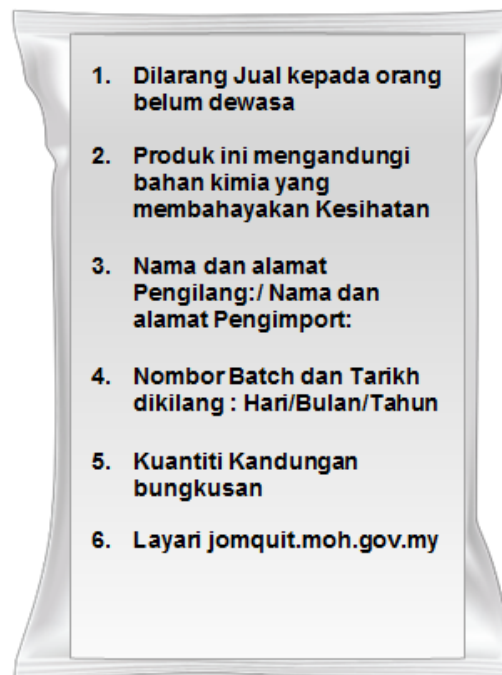 1. Dilarang Jual kepada orang
belum dewasa
2. Produk ini mengandungi
bahan kimia yang
membahayakan Kesihatan
3. Nama dan alamat
Pengilang:/ Nama dan
alamat Pengimport:
4. Nombor Batch dan Tarikh
dikilang : Hari/Bulan/Tahun
5. Kuantiti Kandungan
bungkusan
6. Layari jomquit.moh.gov.my